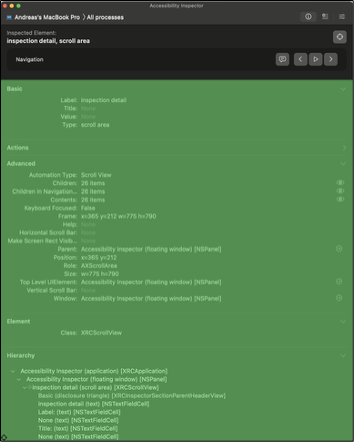 Accessibility Inspector
Andreas's MacBook Pro 〉All processes
Inspected Element:
inspection detail, scroll area
Navigation
Basic
Label: inspection detail
Title: None
Value: None
Type: scroll area
Actions
Advanced
Automation Type: Scroll View
Children: 26 items
Children in Navigation... 26 items
Contents: 26 items
Keyboard Focused: False
Frame: x=365 y=212 w=775 h=790
Help: None
Horizontal Scroll Bar: None
Make Screen Rect Visib... None
Parent: Accessibility Inspector (floating window) [NSPanel]
Position: x=365 y=212
Role: AXScrollArea
Size: w=775 h=790
Top Level UIElement: Accessibility Inspector (floating window) [NSPanel]
Vertical Scroll Bar: None
Window: Accessibility Inspector (floating window) [NSPanel]
Element
Class: XRCScrollView
Hierarchy
Accessibility Inspector (application) [XRCApplication]
Accessibility Inspector (floating window) [NSPanel]
inspection detail (scroll area) [XRCScrollView]
Basic (disclosure triangle) [XRCInspectorSectionParentHeaderView]
inspection detail (text) [NSTextFieldCell]
Label: (text) [NSTextFieldCell]
None (text) [NSTextFieldCell]
Title: (text) [NSTextFieldCell]
None (text) [NSTextFieldCell]